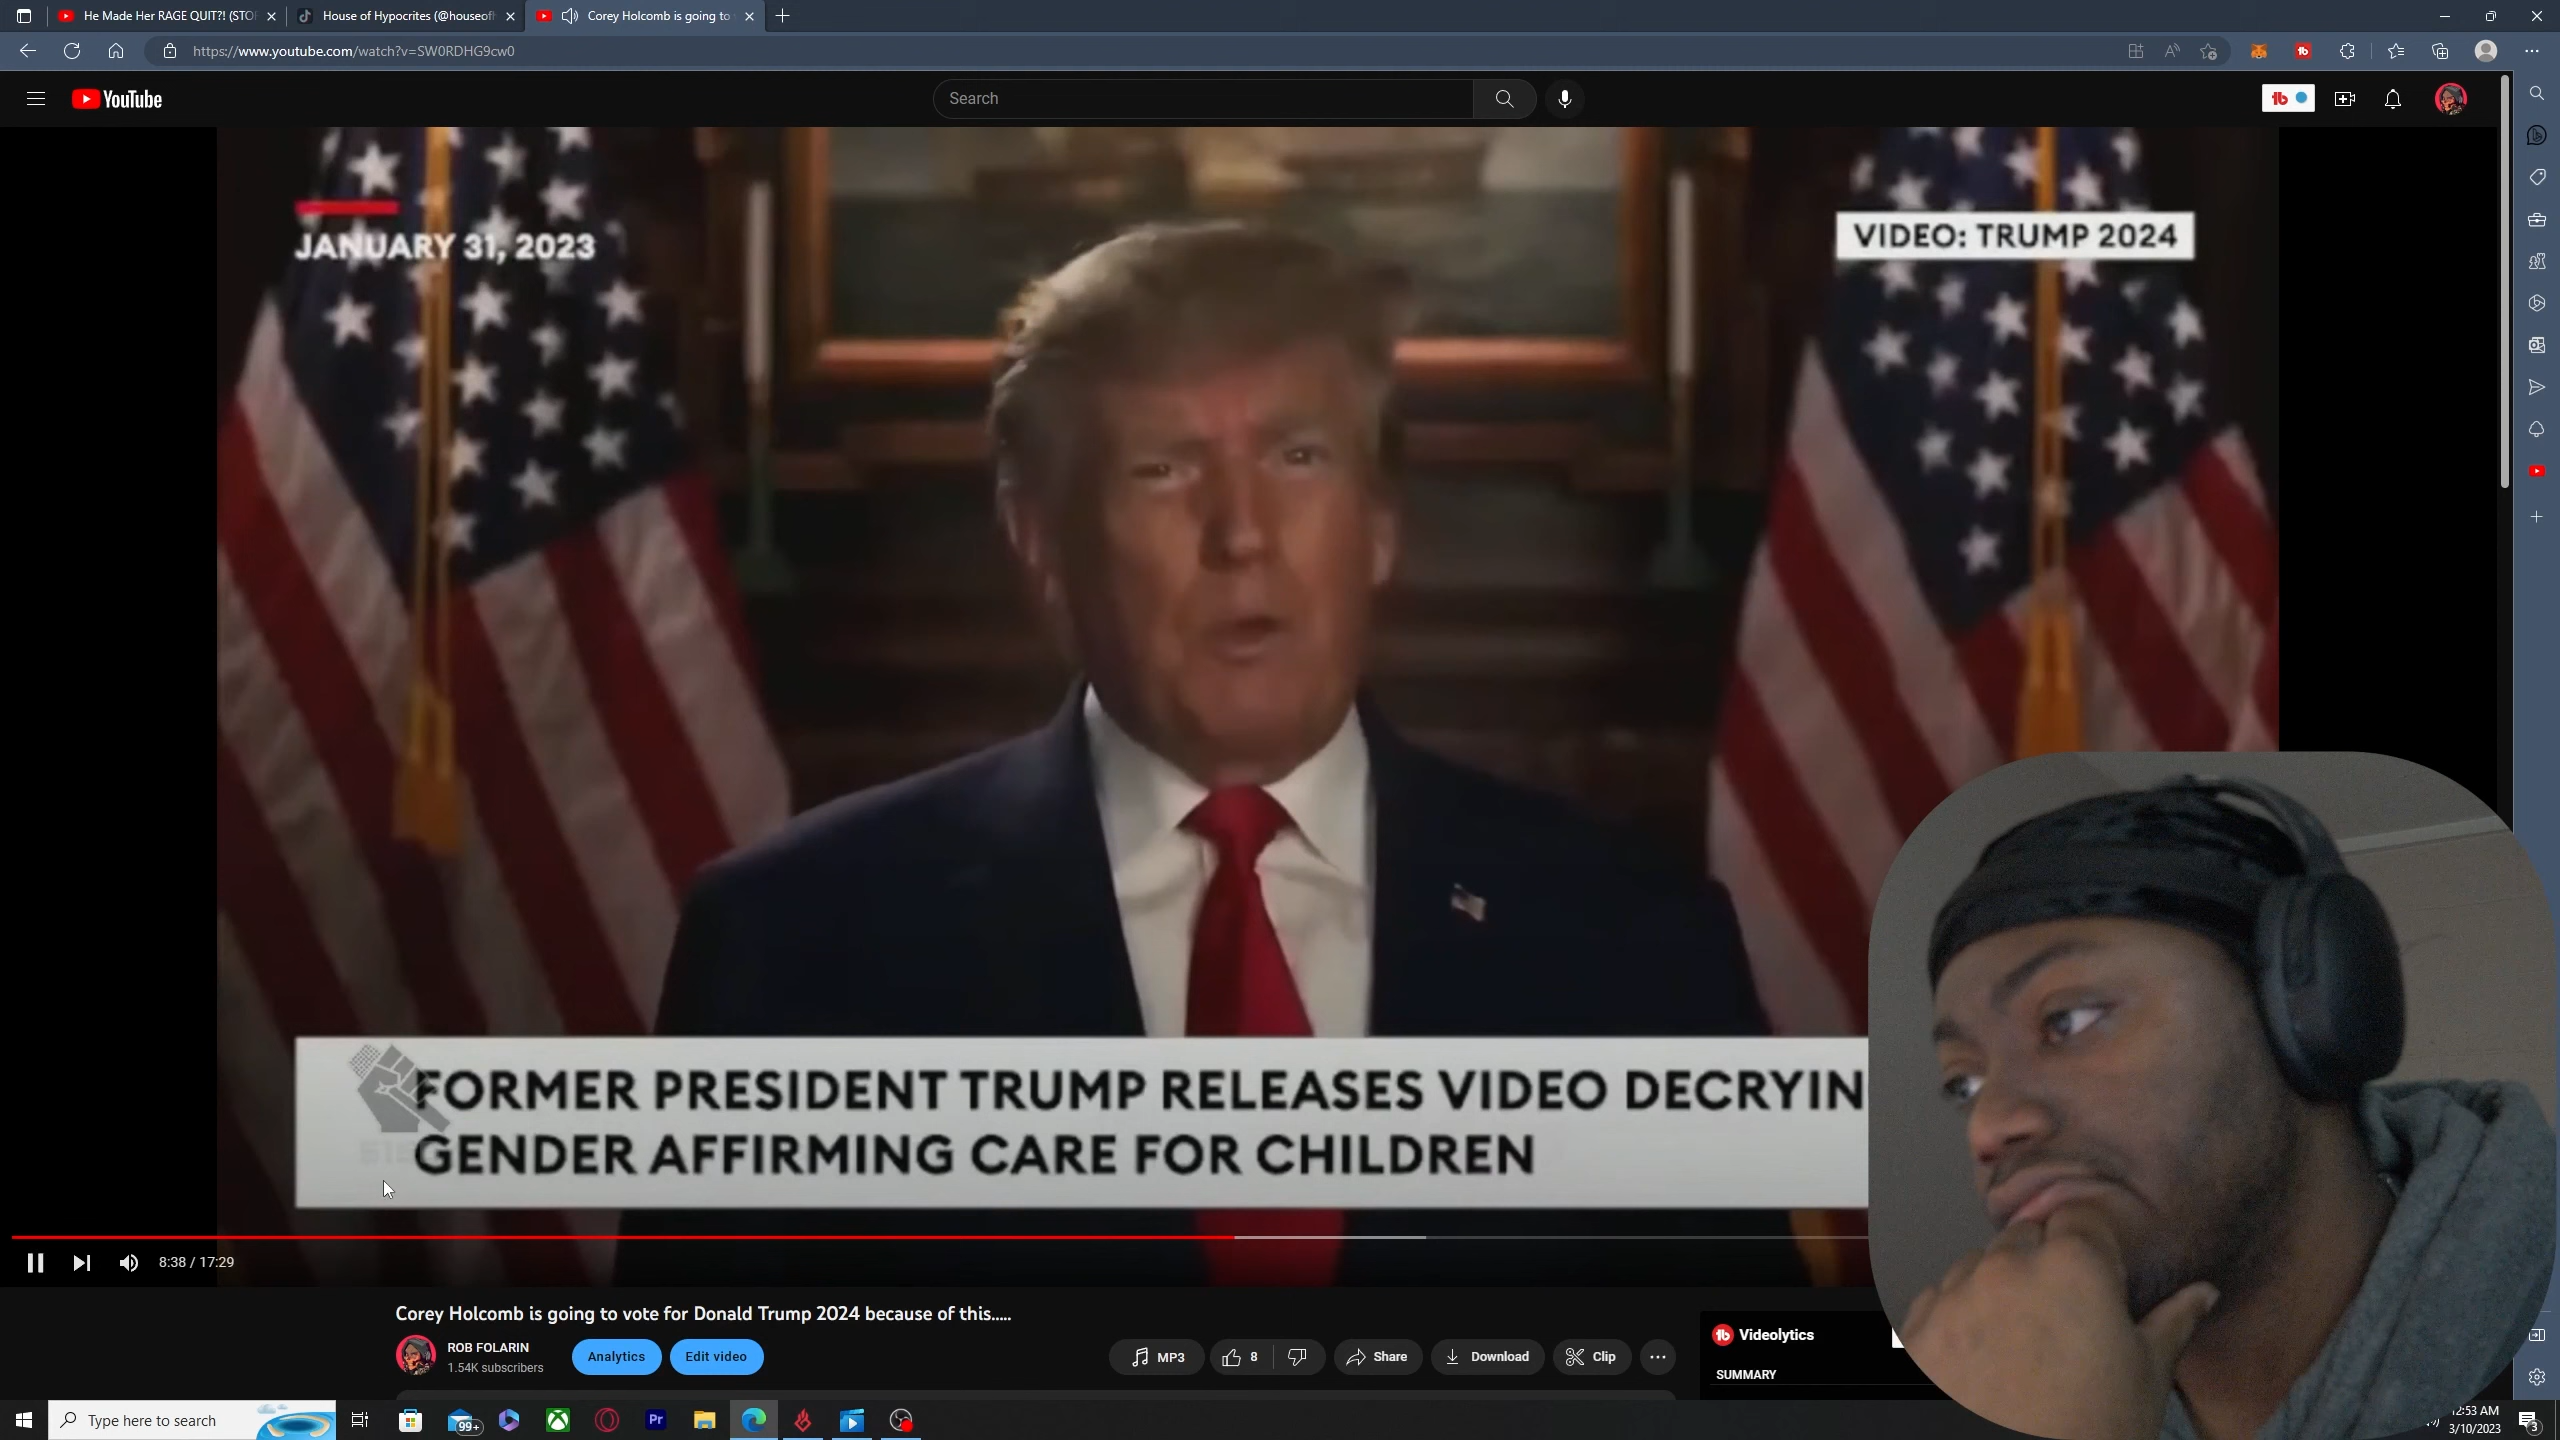 He Made Her RAGE QUIT?! (STO
House of Hypocrites (@houseof
Corey Holcomb is going to
https://www.youtube.com/watch?v=SW0RDHG9cw0
YouTube
Search
JANUARY 31, 2023
VIDEO: TRUMP 2024
FORMER PRESIDENT TRUMP RELEASES VIDEO DECRYIN
GENDER AFFIRMING CARE FOR CHILDREN
8:38 / 17:29
Corey Holcomb is going to vote for Donald Trump 2024 because of this.....
ROB FOLARIN
1.54K subscribers
Analytics
Edit video
MP3
8
Share
Download
Clip
Videolytics
SUMMARY
Type here to search
99+
Pr
12:53 AM
3/10/2023
3